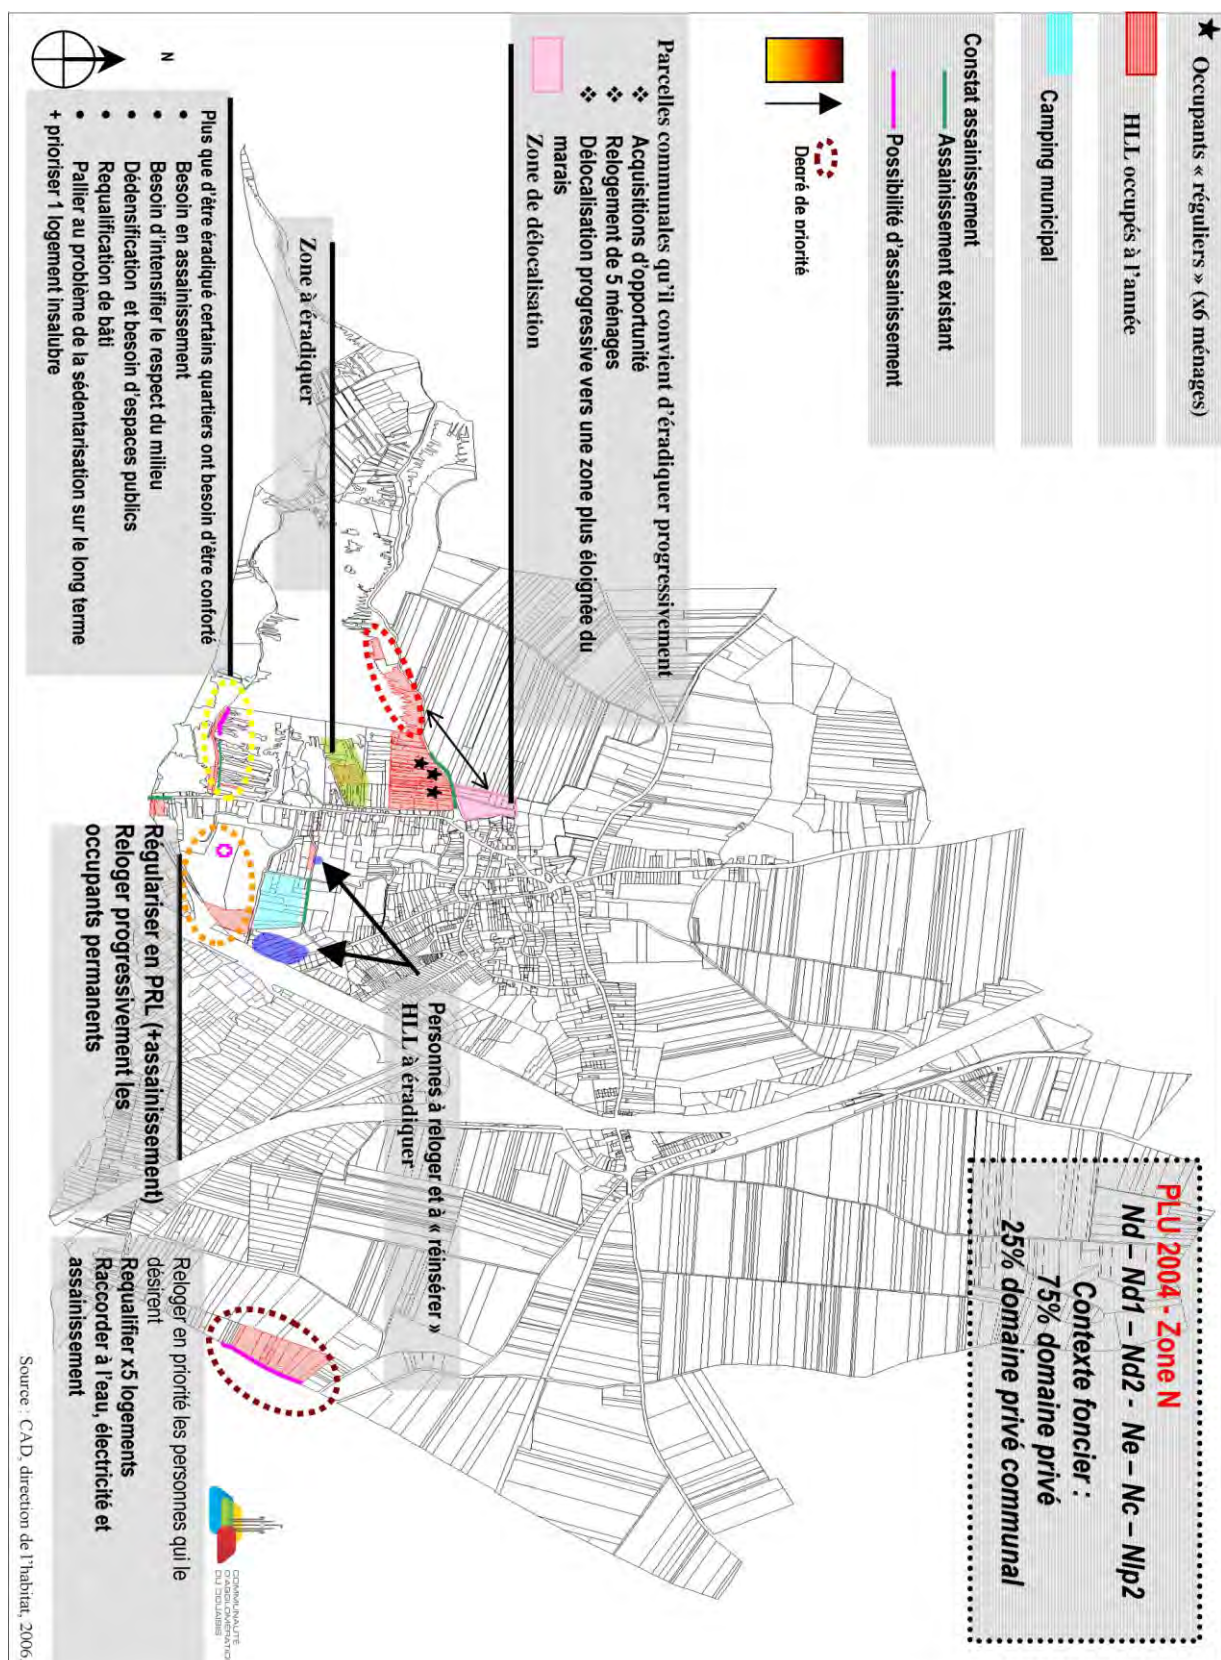 ★ Occupants « réguliers » (x6 ménages)
HLL occupés à l'année
Camping municipal
Constat assainissement
Assainissement existant
Possibilité d'assainissement
Degré de priorité
PLU 2004 - Zone N
Nd – Nd1 – Nd2 - Ne – Nc – Nlp2
Contexte foncier :
75% domaine privé
25% domaine privé communal
Parcelles communales qu'il convient d'éradiquer progressivement
❖ Acquisitions d'opportunité
❖ Relogement de 5 ménages
❖ Délocalisation progressive vers une zone plus éloignée du
marais
Zone de délocalisation
Zone à éradiquer
Plus que d'être éradiqué certains quartiers ont besoin d'être conforté
• Besoin en assainissement
• Besoin d'intensifier le respect du milieu
• Dédensification et besoin d'espaces publics
• Requalification de bâti
• Pallier au problème de la sédentarisation sur le long terme
+ prioriser 1 logement insalubre
N
Personnes à reloger et à « réinsérer »
HLL à éradiquer
Régulariser en PRL (+assainissement)
Reloger progressivement les
occupants permanents
Reloger en priorité les personnes qui le
désirent
Requalifier x5 logements
Raccorder à l'eau, électricité et
assainissement
COMMUNAUTÉ
D'AGGLOMÉRATIO
DU DOUAISIS
Source : CAD, direction de l'habitat, 2006.